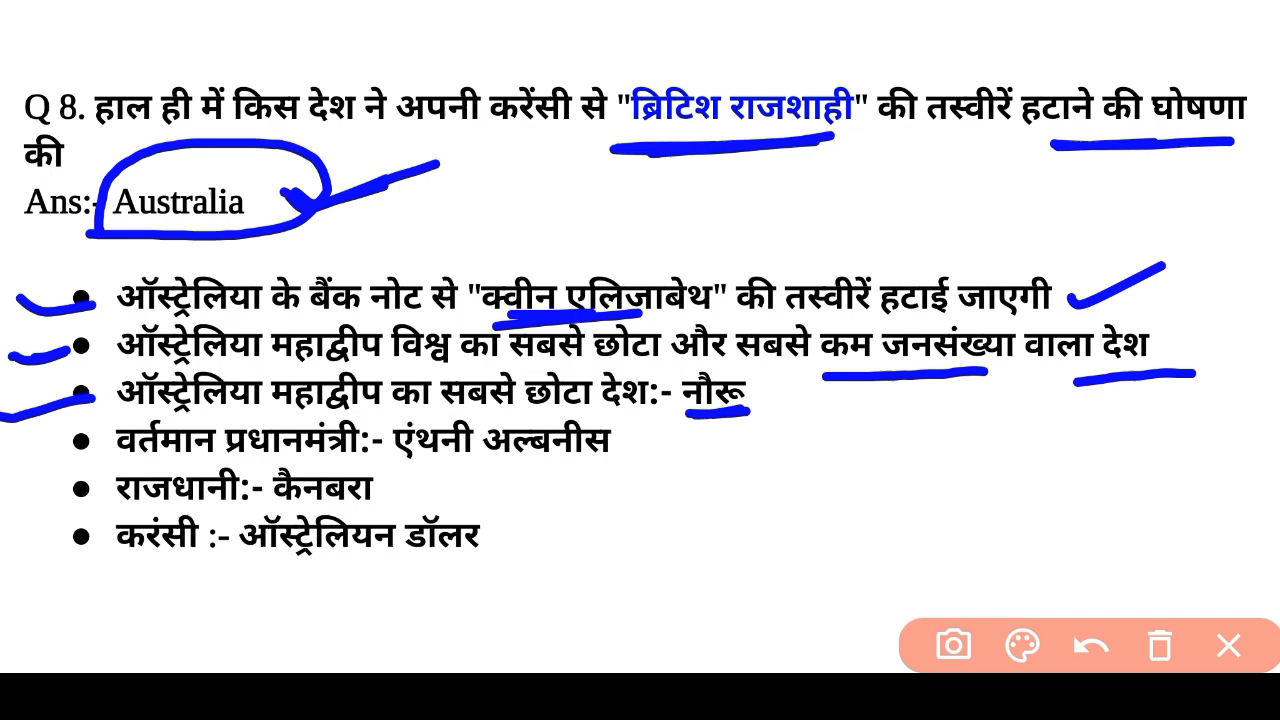 Q 8. हाल ही में किस देश ने अपनी करेंसी से "ब्रिटिश राजशाही" की तस्वीरें हटाने की घोषणा
की
Ans:- Australia
● ऑस्ट्रेलिया के बैंक नोट से "क्वीन एलिजाबेथ" की तस्वीरें हटाई जाएगी
● ऑस्ट्रेलिया महाद्वीप विश्व का सबसे छोटा और सबसे कम जनसंख्या वाला देश
● ऑस्ट्रेलिया महाद्वीप का सबसे छोटा देश:- नौरू
● वर्तमान प्रधानमंत्री:- एंथनी अल्बनीस
● राजधानी:- कैनबरा
● करंसी :- ऑस्ट्रेलियन डॉलर